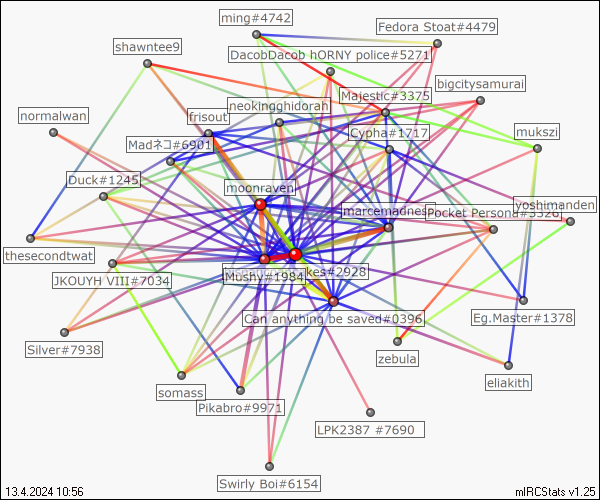 ming#4742
Fedora Stoat#4479
shawntee9
DacobDacob hORNY police#5271
bigcitysamurai
Majestic#3375
neokingghidorah
normalwan
frisout
Cypha#1717
mukszi
Madネコ#6901
Duck#1245
moonraven
yoshimanden
marcemadness
Pocket Persond#3326
thesecondtwat
JKOUYH VIII#7034
Mushy#1984
kes#2928
Can anything be saved#0396
Eg.Master#1378
Silver#7938
zebula
eliakith
somass
Pikabro#9971
LPK2387 #7690
Swirly Boi#6154
13.4.2024 10:56
mIRCStats v1.25